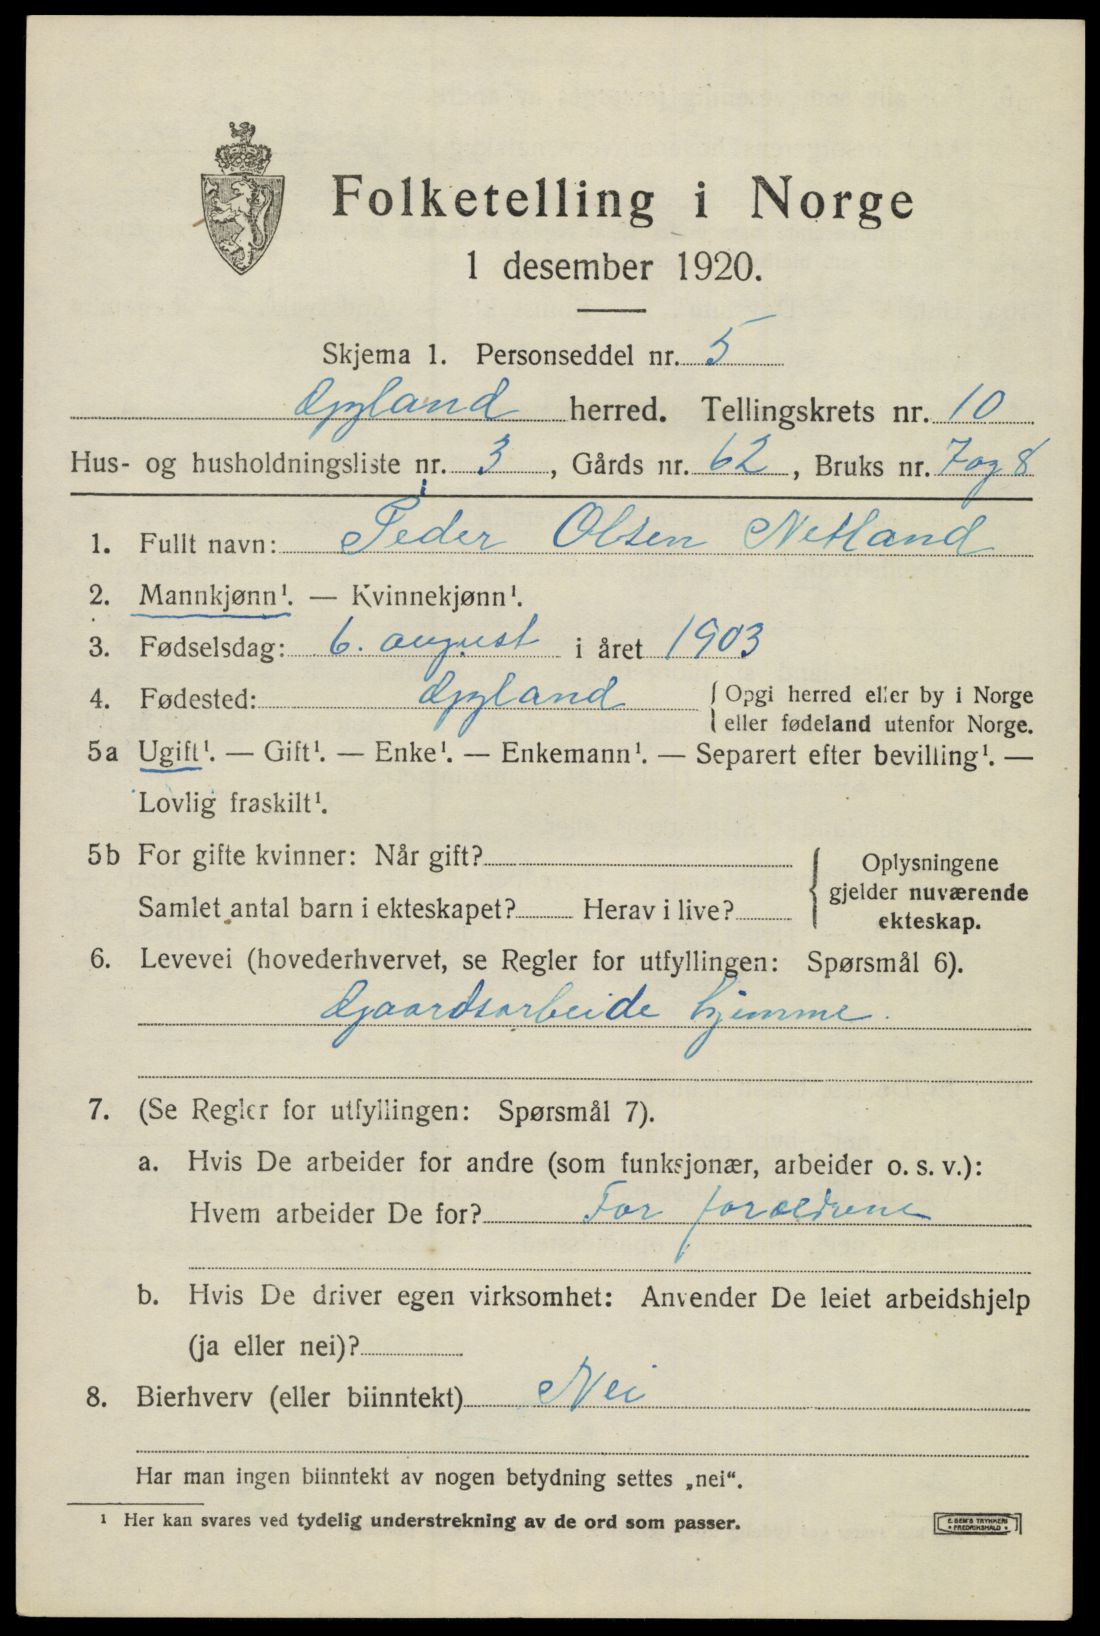 Folketelling i Norge
1 desember 1920.
Skjema 1. Personseddel nr. 5
Gyland herred. Tellingskrets nr. 10
Hus- og husholdningsliste nr. 3, Gårds nr. 62, Bruks nr. 7 og 8
1. Fullt navn: Peder Olsen Netland
2. Mannkjønn¹. — Kvinnekjønn¹.
3. Fødselsdag: 6. august i året 1903
4. Fødested: Gyland { Opgi herred eller by i Norge
eller fødeland utenfor Norge.
5a Ugift¹. — Gift¹. — Enke¹. — Enkemann¹. — Separert efter bevilling¹. —
Lovlig fraskilt¹.
5b For gifte kvinner: Når gift?
Samlet antal barn i ekteskapet? Herav i live?
{ Oplysningene
gjelder nuværende
ekteskap.
6. Levevei (hovederhvervet, se Regler for utfyllingen: Spørsmål 6).
Gaardsarbeide hjemme.
7. (Se Regler for utfyllingen: Spørsmål 7).
a. Hvis De arbeider for andre (som funksjonær, arbeider o. s. v.):
Hvem arbeider De for? For foreldrene
b. Hvis De driver egen virksomhet: Anvender De leiet arbeidshjelp
(ja eller nei)?
8. Bierhverv (eller biinntekt) Nei
Har man ingen biinntekt av nogen betydning settes „nei“.
¹ Her kan svares ved tydelig understrekning av de ord som passer.
E. SEM'S TRYKKERI
• FREDRIKSHALD •